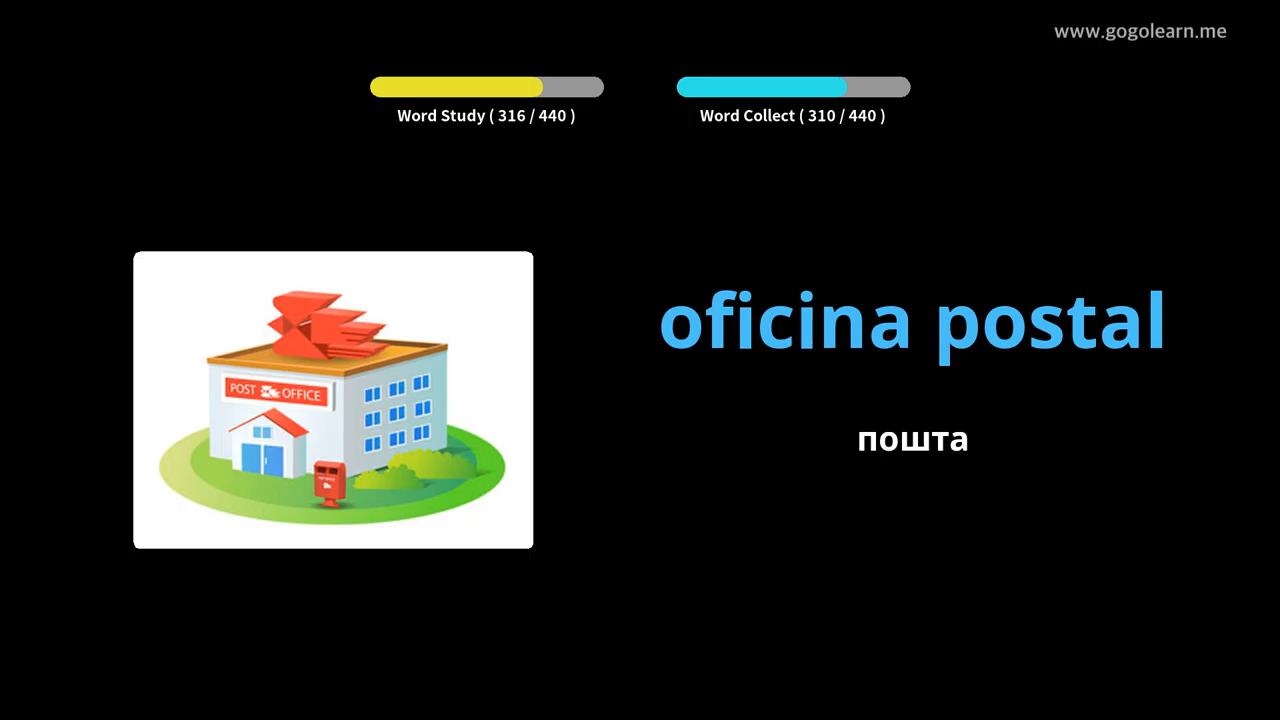 www.gogolearn.me
Word Study ( 316 / 440 )
Word Collect ( 310 / 440 )
POST OFFICE
oficina postal
пошта